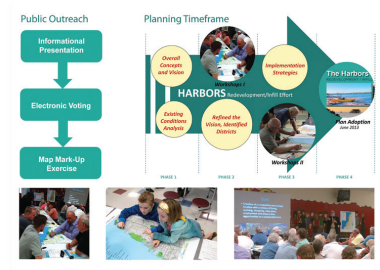 Public Outreach
Informational
Presentation
Electronic Voting
Map Mark-Up
Exercise
Planning Timeframe
Overall
Concepts
and Vision
Workshops I
Implementation
Strategies
HARBORS Redevelopment/Infill Effort
The Harbors
Existing
Conditions
Analysis
Refined the
Vision, Identified
Districts
Workshops II
Plan Adoption
June 2013
PHASE 1
PHASE 2
PHASE 3
PHASE 4